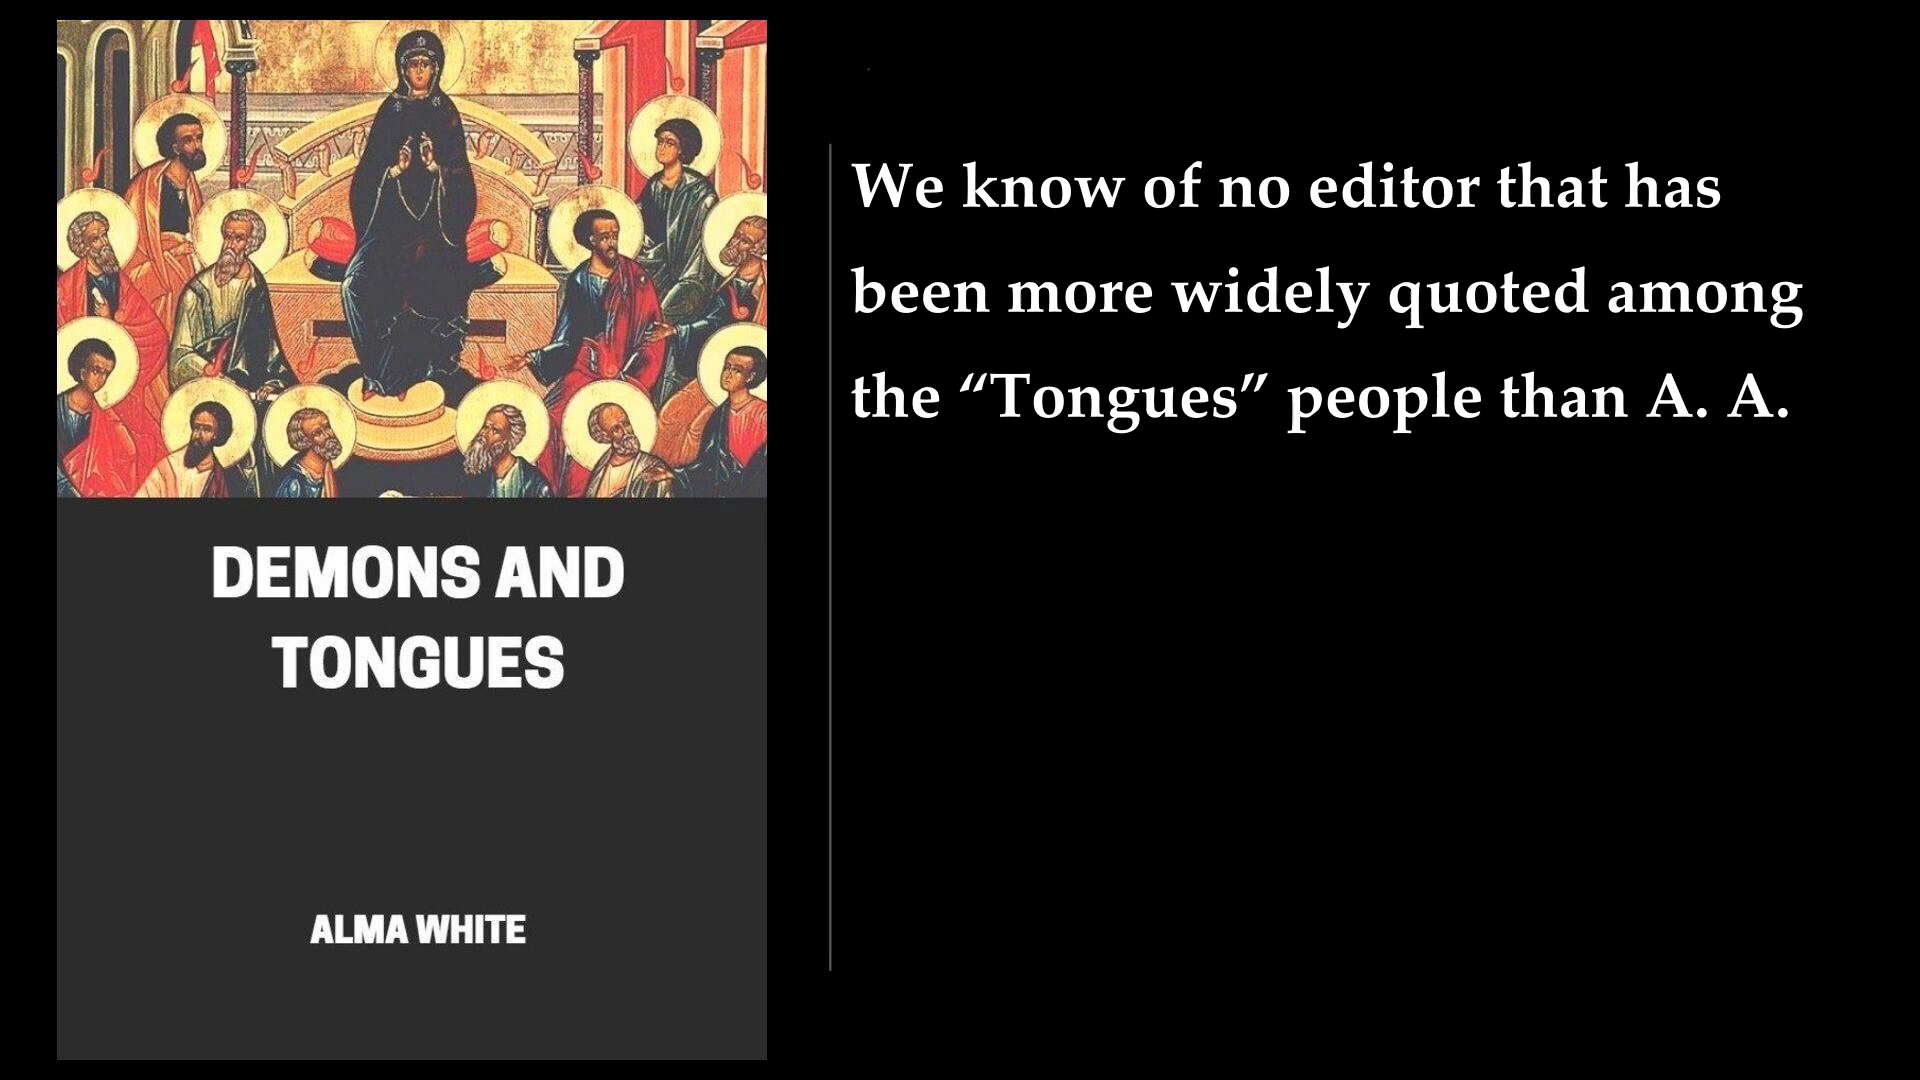 DEMONS AND
TONGUES
ALMA WHITE
We know of no editor that has
been more widely quoted among
the “Tongues” people than A. A.